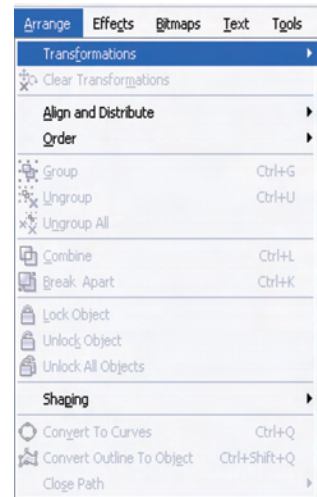 Arrange Effects Bitmaps Text Tools
Transformations
Clear Transformations
Align and Distribute
Order
Group Ctrl+G
Ungroup Ctrl+U
Ungroup All
Combine Ctrl+L
Break Apart Ctrl+K
Lock Object
Unlock Object
Unlock All Objects
Shaping
Convert To Curves Ctrl+Q
Convert Outline To Object Ctrl+Shift+Q
Close Path